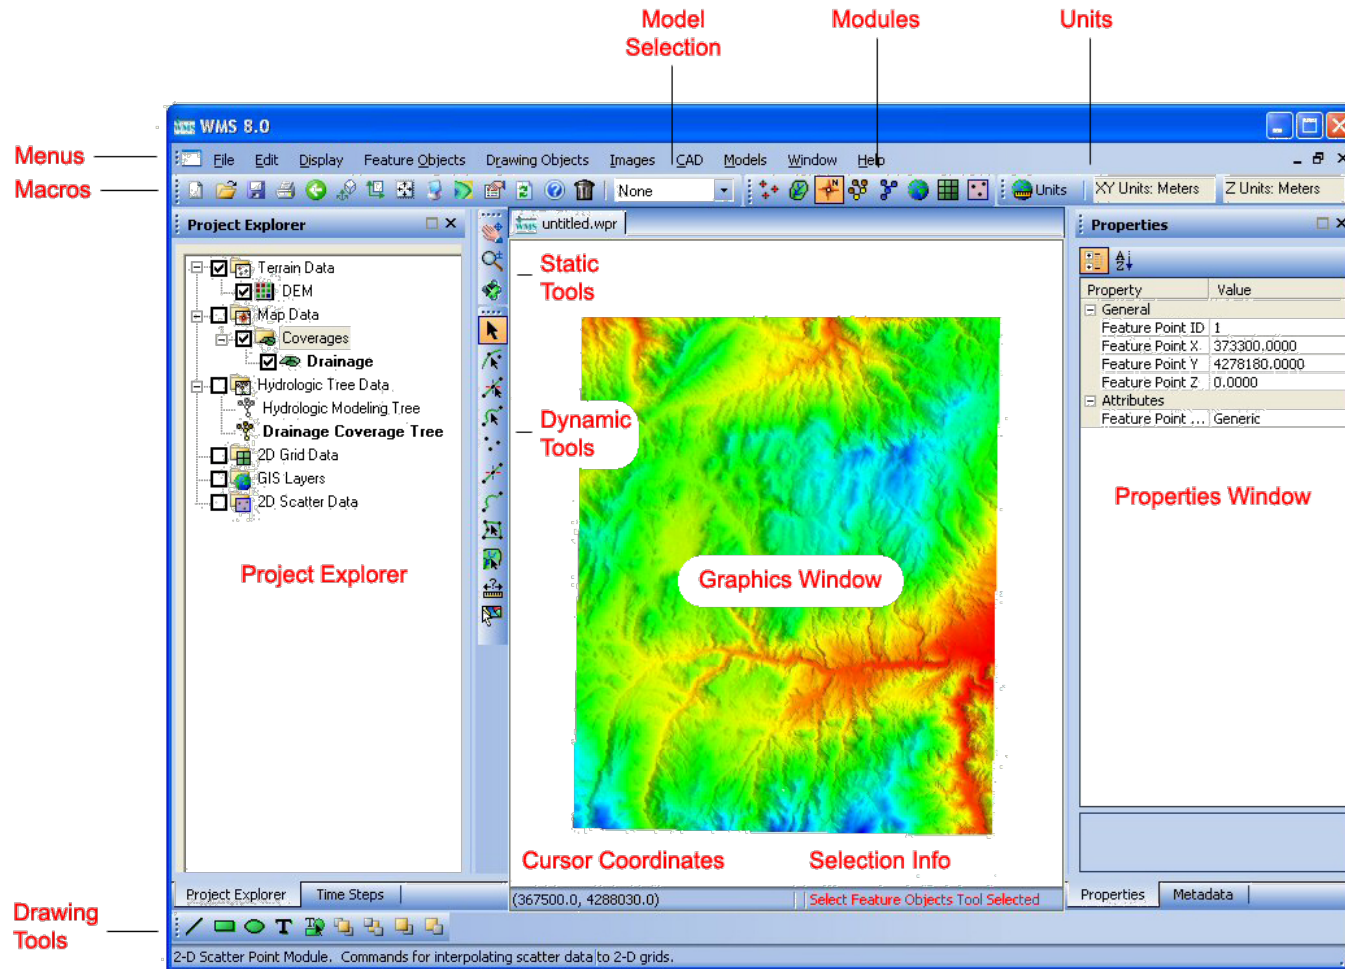 Model
Selection
Modules
Units
WMS 8.0
Menus
File Edit Display Feature Objects Drawing Objects Images CAD Models Window Help
Macros
None
Units
XY Units: Meters
Z Units: Meters
Project Explorer
untitled.wpr
Properties
Static
Tools
Terrain Data
DEM
Map Data
Coverages
Drainage
Hydrologic Tree Data
Hydrologic Modeling Tree
Drainage Coverage Tree
2D Grid Data
GIS Layers
2D Scatter Data
Project Explorer
Dynamic
Tools
Graphics Window
Property Value
General
Feature Point ID 1
Feature Point X 373300.0000
Feature Point Y 4278180.0000
Feature Point Z 0.0000
Attributes
Feature Point ... Generic
Properties Window
Cursor Coordinates
Selection Info
Project Explorer
Time Steps
(367500.0, 4288030.0)
Select Feature Objects Tool Selected
Properties
Metadata
Drawing
Tools
T
2-D Scatter Point Module. Commands for interpolating scatter data to 2-D grids.